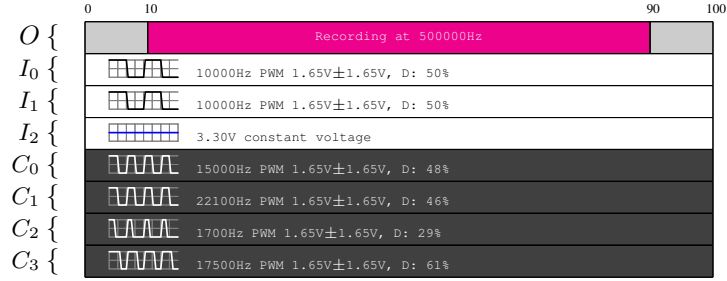 0 10 90 100
O { Recording at 500000Hz
I₀ { 10000Hz PWM 1.65V±1.65V, D: 50%
I₁ { 10000Hz PWM 1.65V±1.65V, D: 50%
I₂ { 3.30V constant voltage
C₀ { 15000Hz PWM 1.65V±1.65V, D: 48%
C₁ { 22100Hz PWM 1.65V±1.65V, D: 46%
C₂ { 1700Hz PWM 1.65V±1.65V, D: 29%
C₃ { 17500Hz PWM 1.65V±1.65V, D: 61%